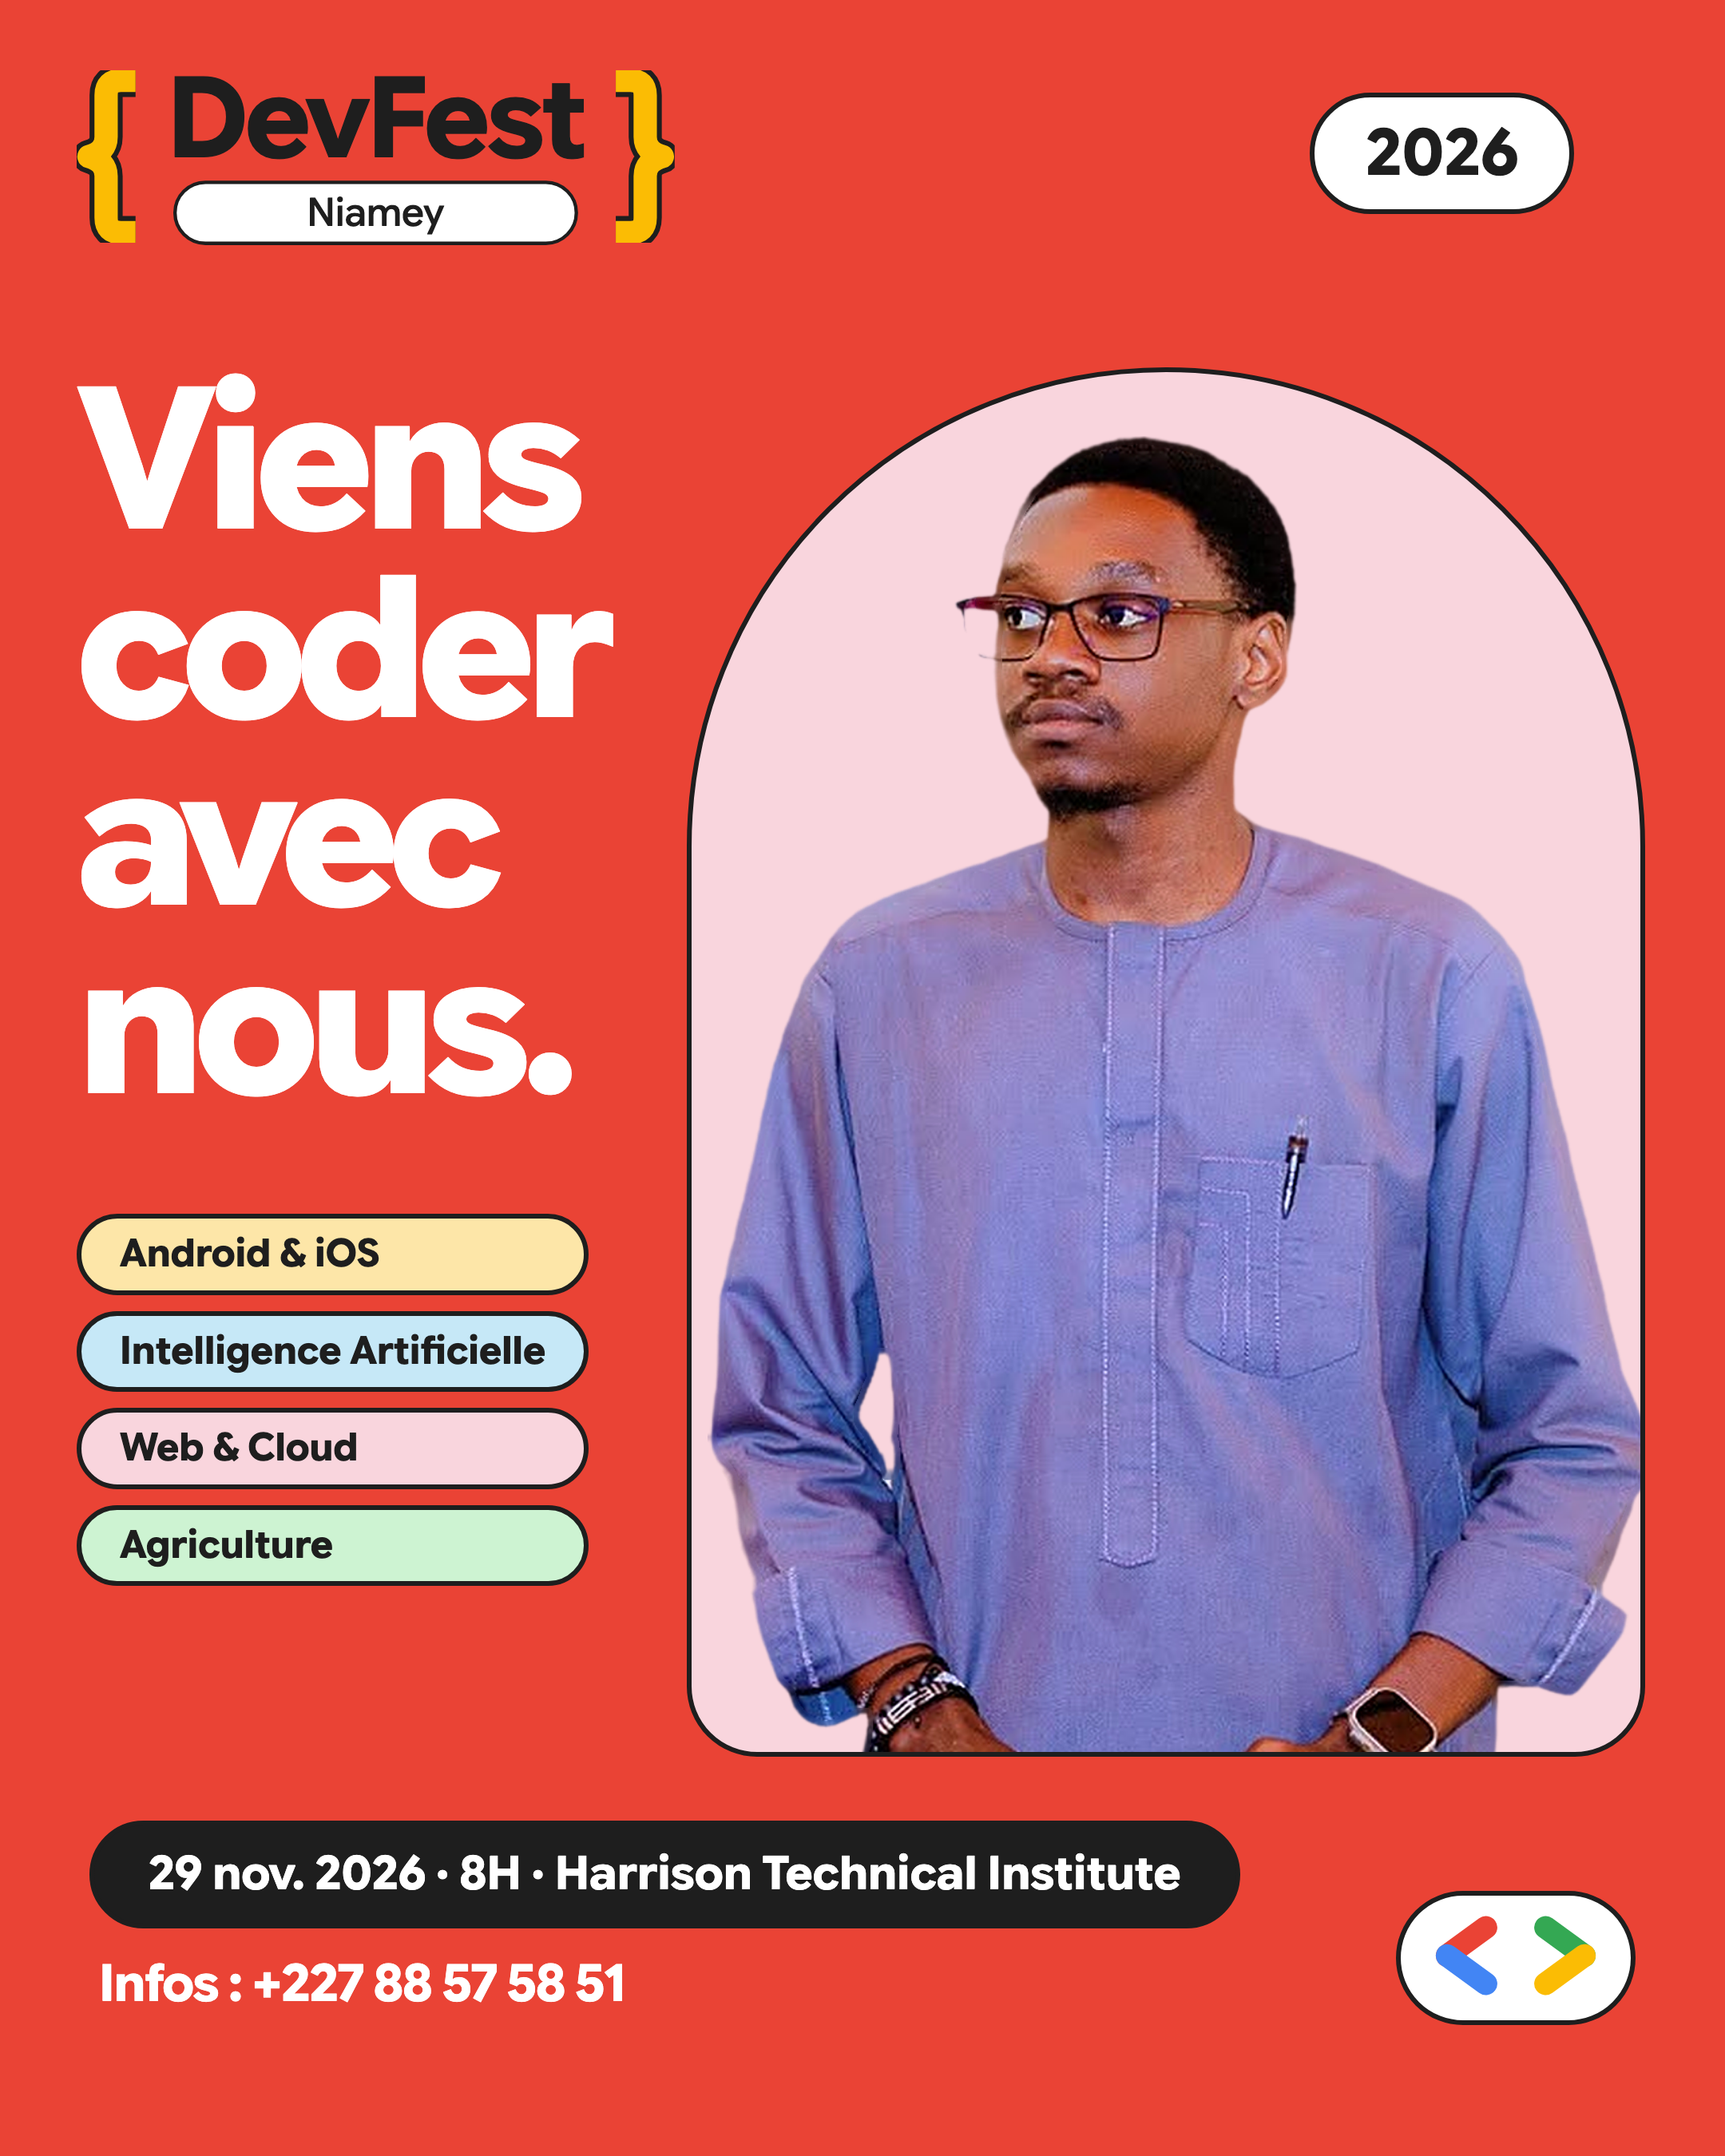 DevFest
Niamey
2026
Viens
coder
avec
nous.
Android & iOS
Intelligence Artificielle
Web & Cloud
Agriculture
29 nov. 2026 · 8H · Harrison Technical Institute
Infos : +227 88 57 58 51